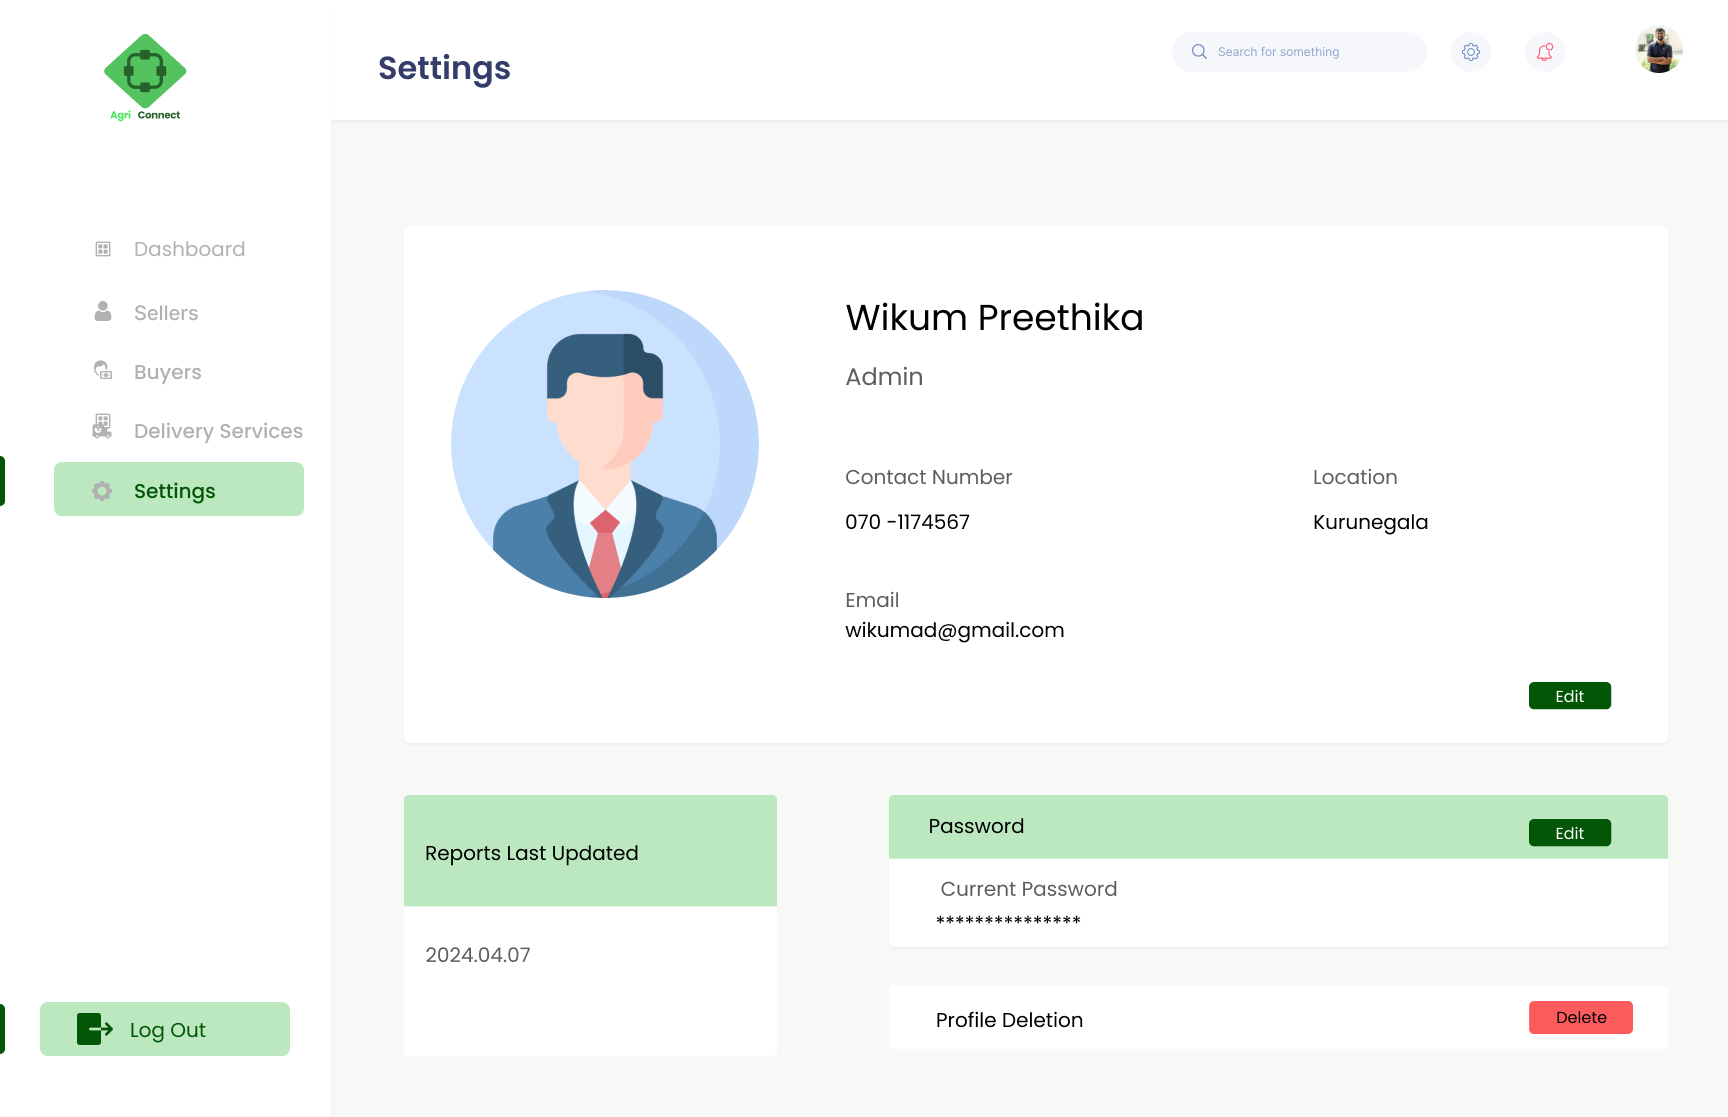 Agri Connect
Settings
Search for something
Dashboard
Sellers
Buyers
Delivery Services
Settings
Log Out
Wikum Preethika
Admin
Contact Number
070 -1174567
Location
Kurunegala
Email
wikumad@gmail.com
Edit
Reports Last Updated
2024.04.07
Password
Edit
Current Password
***************
Profile Deletion
Delete